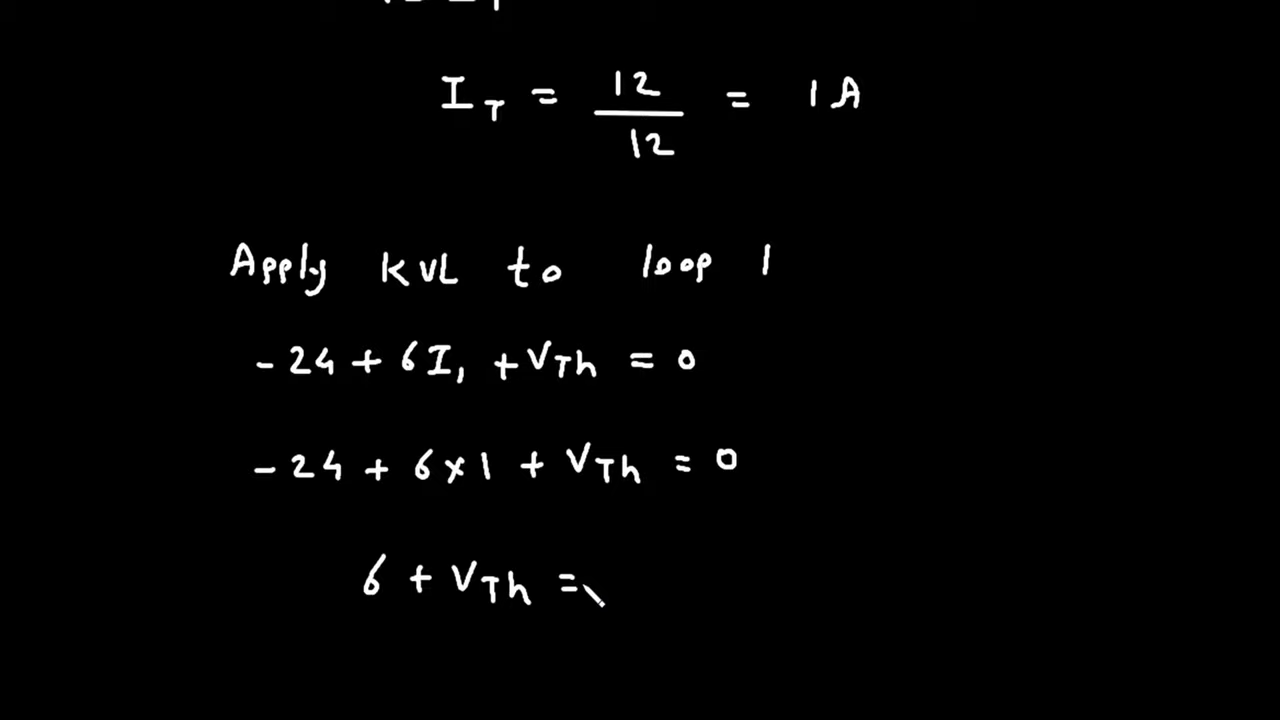 I_T = 12/12 = 1A
Apply KVL to loop 1
-24 + 6I₁ + V_Th = 0
-24 + 6×1 + V_Th = 0
6 + V_Th =